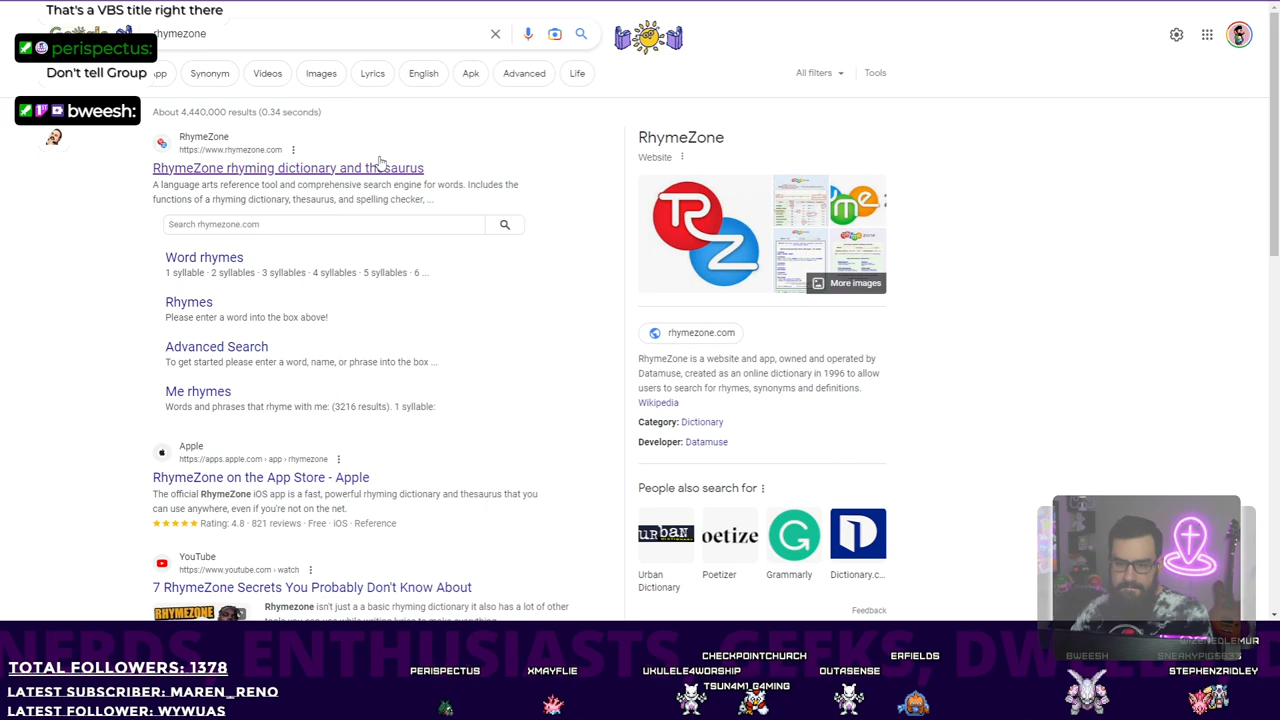 That's a VBS title right there
rhymezone
perispectus:
Don't tell Group
bweesh:
App
Synonym
Videos
Images
Lyrics
English
Apk
Advanced
Life
All filters
Tools
About 4,440,000 results (0.34 seconds)
RhymeZone
https://www.rhymezone.com
RhymeZone rhyming dictionary and thesaurus
A language arts reference tool and comprehensive search engine for words. Includes the
functions of a rhyming dictionary, thesaurus, and spelling checker, ...
Search rhymezone.com
Word rhymes
1 syllable · 2 syllables · 3 syllables · 4 syllables · 5 syllables · 6 ...
Rhymes
Please enter a word into the box above!
Advanced Search
To get started please enter a word, name, or phrase into the box ...
Me rhymes
Words and phrases that rhyme with me: (3216 results). 1 syllable:
Apple
https://apps.apple.com › app › rhymezone
RhymeZone on the App Store - Apple
The official RhymeZone iOS app is a fast, powerful rhyming dictionary and thesaurus that you
can use anywhere, even if you're not on the net.
Rating: 4.8 · 821 reviews · Free · iOS · Reference
YouTube
https://www.youtube.com › watch
7 RhymeZone Secrets You Probably Don't Know About
RHYMEZONE
Rhymezone isn't just a a basic rhyming dictionary it also has a lot of other
RhymeZone
Website
RZ
More images
rhymezone.com
RhymeZone is a website and app, owned and operated by
Datamuse, created as an online dictionary in 1996 to allow
users to search for rhymes, synonyms and definitions.
Wikipedia
Category: Dictionary
Developer: Datamuse
People also search for
urban
oetize
G
D
Urban
Dictionary
Poetizer
Grammarly
Dictionary.c...
Feedback
NERDS, ENTHUSIASTS, GEEKS,
TOTAL FOLLOWERS: 1378
LATEST SUBSCRIBER: MAREN_RENO
LATEST FOLLOWER: WYWUAS
PERISPECTUS
XMAYFLIE
CHECKPOINTCHURCH
UKULELE4WORSHIP
TSUN4M1_G4MING
OUTASENSE
ERFIELDS
BWEESH
STEPHENZRIDLEY